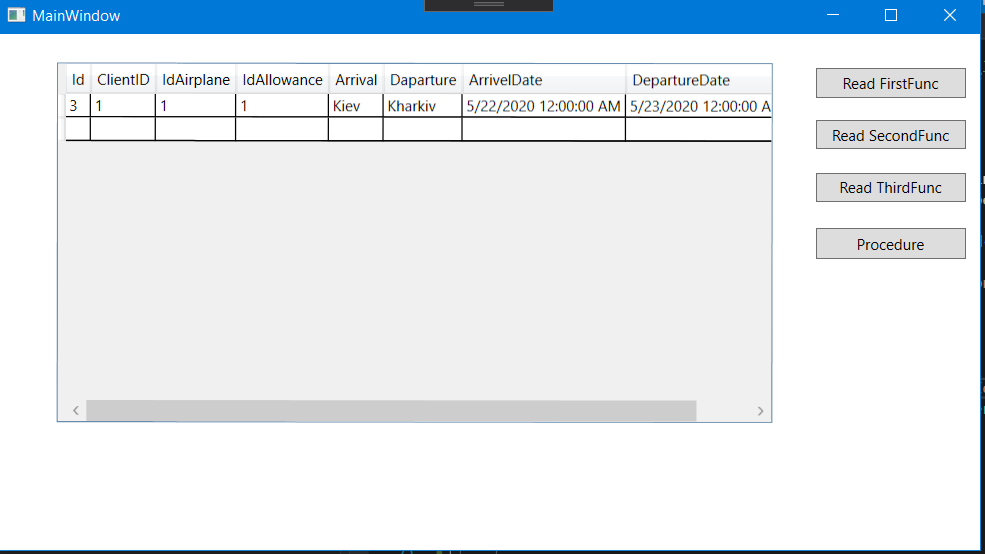 MainWindow
Id ClientID IdAirplane IdAllowance Arrival Daparture ArrivelDate DepartureDate
3 1 1 1 Kiev Kharkiv 5/22/2020 12:00:00 AM 5/23/2020 12:00:00 A
Read FirstFunc
Read SecondFunc
Read ThirdFunc
Procedure